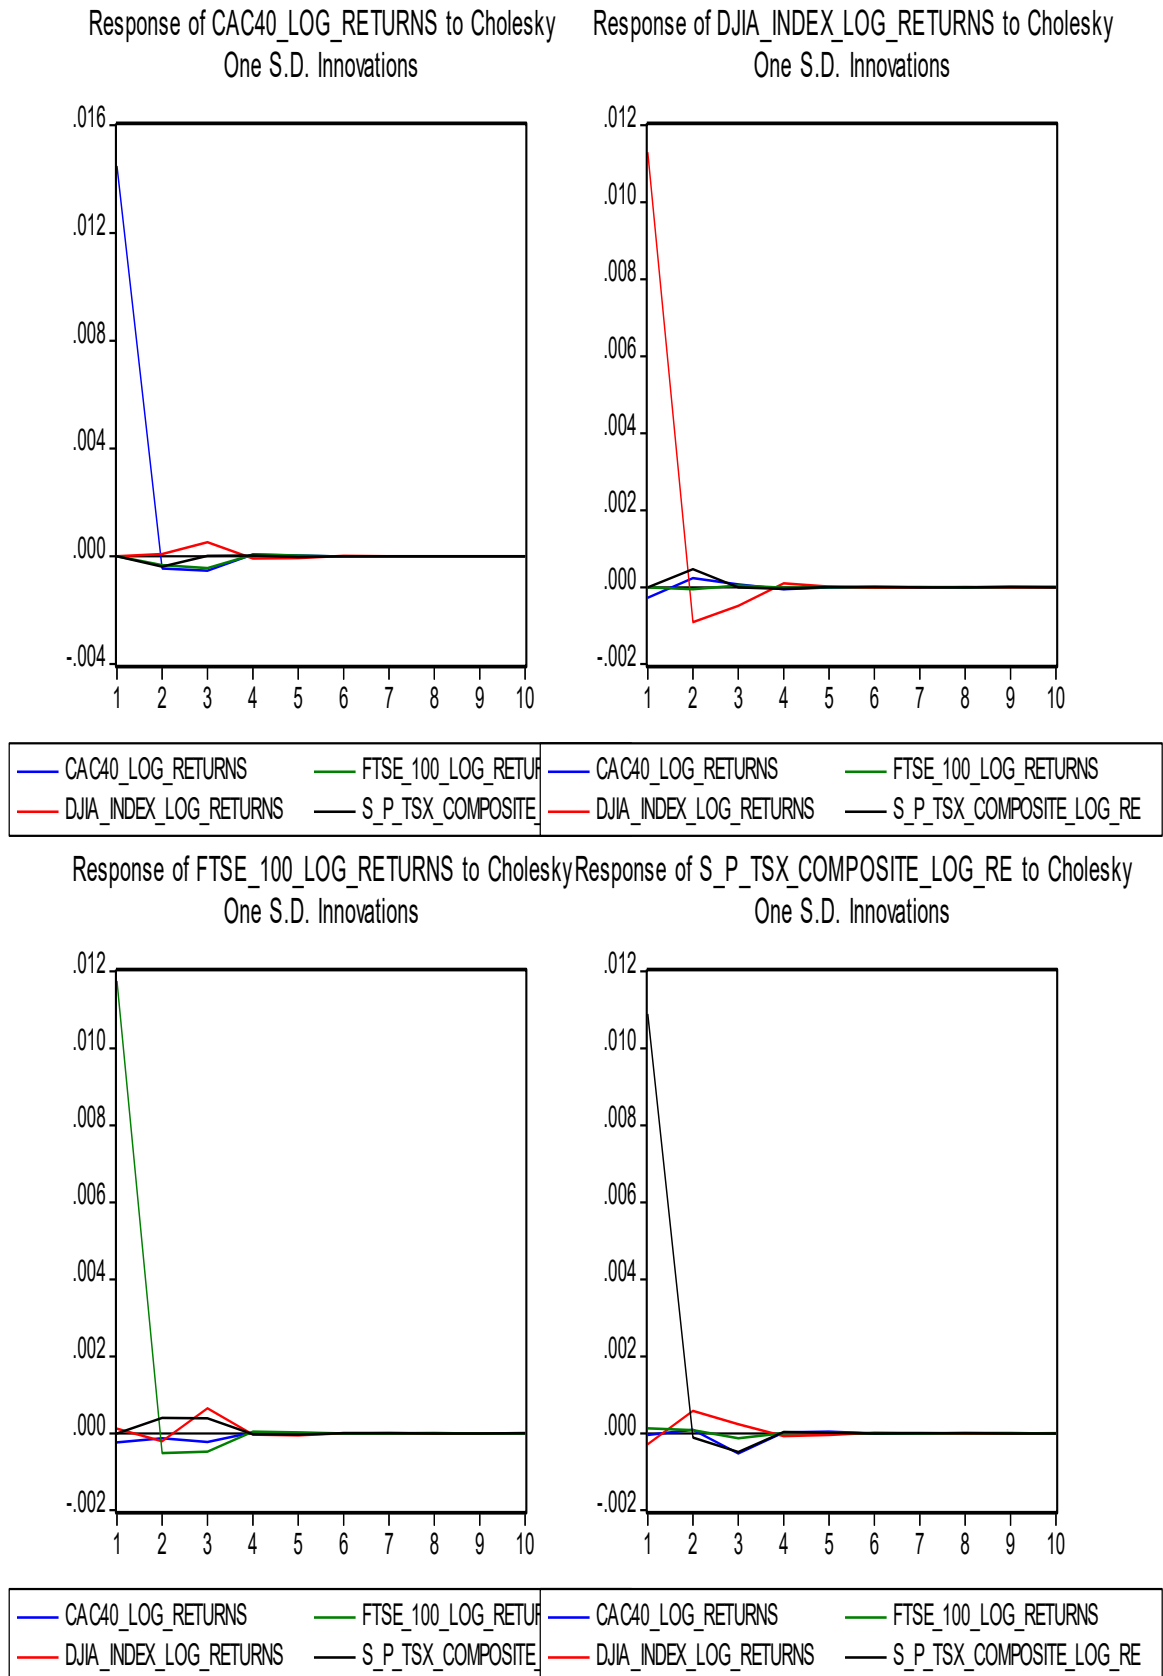 Response of CAC40_LOG_RETURNS to Cholesky
One S.D. Innovations
.016
.012
.008
.004
.000
-.004
1 2 3 4 5 6 7 8 9 10
CAC40_LOG_RETURNS FTSE_100_LOG_RETUR
DJIA_INDEX_LOG_RETURNS S_P_TSX_COMPOSITE_
Response of DJIA_INDEX_LOG_RETURNS to Cholesky
One S.D. Innovations
.012
.010
.008
.006
.004
.002
.000
-.002
1 2 3 4 5 6 7 8 9 10
CAC40_LOG_RETURNS FTSE_100_LOG_RETURNS
DJIA_INDEX_LOG_RETURNS S_P_TSX_COMPOSITE_LOG_RE
Response of FTSE_100_LOG_RETURNS to Cholesky
One S.D. Innovations
.012
.010
.008
.006
.004
.002
.000
-.002
1 2 3 4 5 6 7 8 9 10
CAC40_LOG_RETURNS FTSE_100_LOG_RETUR
DJIA_INDEX_LOG_RETURNS S_P_TSX_COMPOSITE_
Response of S_P_TSX_COMPOSITE_LOG_RE to Cholesky
One S.D. Innovations
.012
.010
.008
.006
.004
.002
.000
-.002
1 2 3 4 5 6 7 8 9 10
CAC40_LOG_RETURNS FTSE_100_LOG_RETURNS
DJIA_INDEX_LOG_RETURNS S_P_TSX_COMPOSITE_LOG_RE